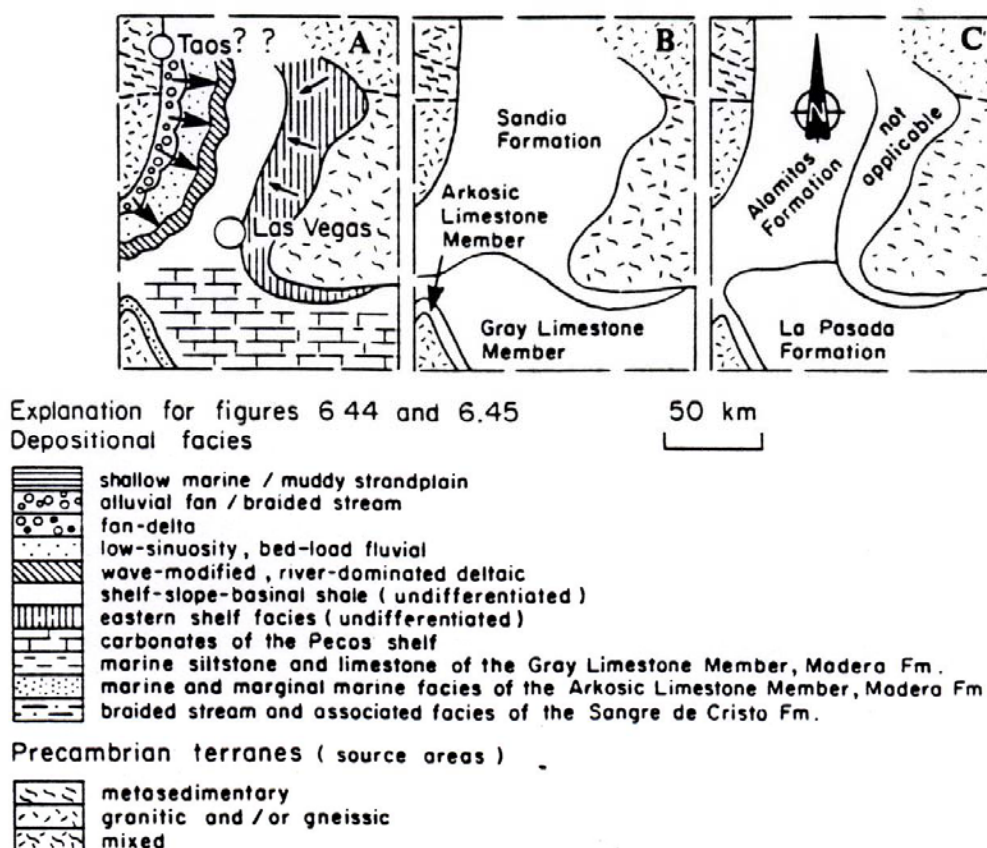 Taos? ?
A
Las Vegas
B
Sandia
Formation
Arkosic
Limestone
Member
Gray Limestone
Member
C
N
not
applicable
Alamitos
Formation
La Pasada
Formation
Explanation for figures 6 44 and 6.45
50 km
Depositional facies
shallow marine / muddy strandplain
alluvial fan / braided stream
fan-delta
low-sinuosity, bed-load fluvial
wave-modified, river-dominated deltaic
shelf-slope-basinal shale (undifferentiated)
eastern shelf facies (undifferentiated)
carbonates of the Pecos shelf
marine siltstone and limestone of the Gray Limestone Member, Madera Fm.
marine and marginal marine facies of the Arkosic Limestone Member, Madera Fm
braided stream and associated facies of the Sangre de Cristo Fm.
Precambrian terranes (source areas)
metasedimentary
granitic and/or gneissic
mixed